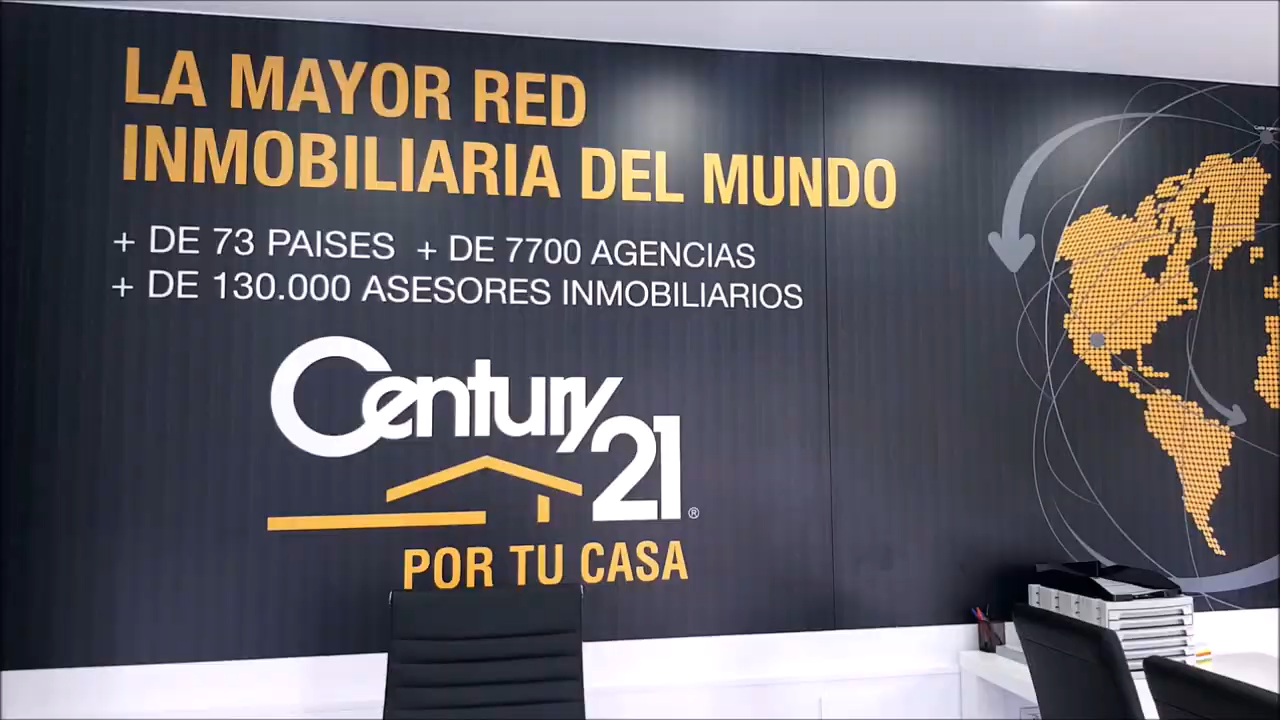 LA MAYOR RED
INMOBILIARIA DEL MUNDO
+ DE 73 PAISES + DE 7700 AGENCIAS
+ DE 130.000 ASESORES INMOBILIARIOS
Century
21®
POR TU CASA